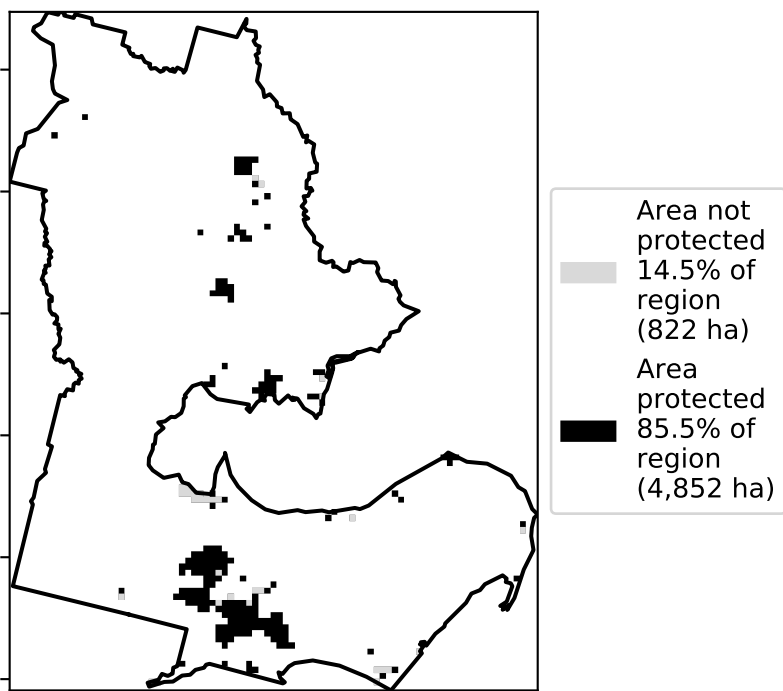 Area not
protected
14.5% of
region
(822 ha)
Area
protected
85.5% of
region
(4,852 ha)